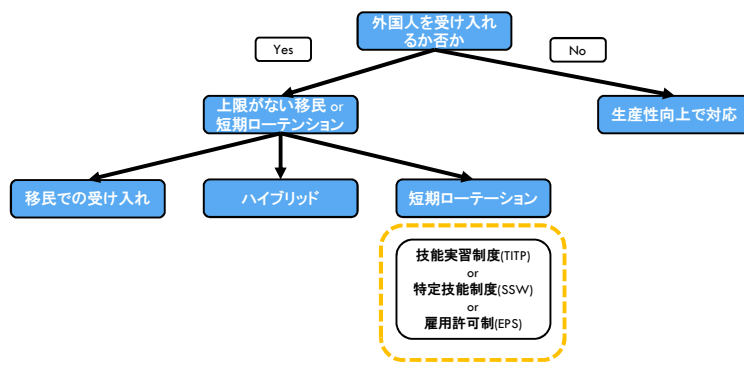 外国人を受け入れ
るか否か
Yes
No
上限がない移民 or
短期ローテンション
生産性向上で対応
移民での受け入れ
ハイブリッド
短期ローテーション
技能実習制度(TITP)
or
特定技能制度(SSW)
or
雇用許可制(EPS)